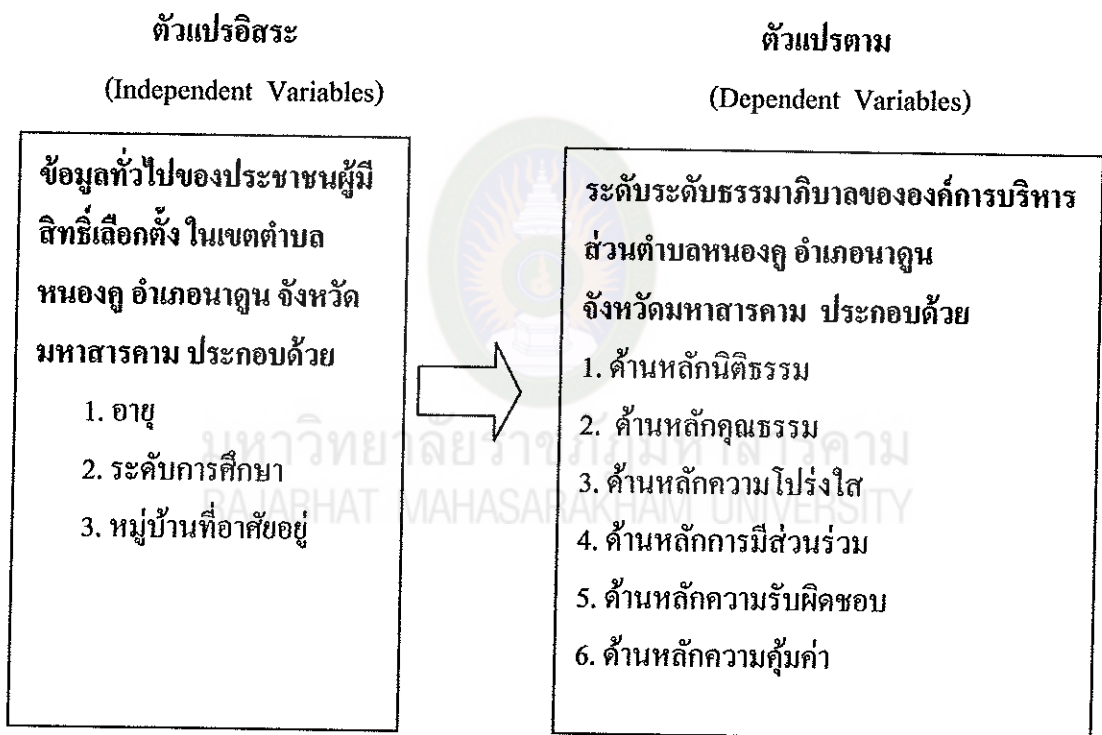 ตัวแปรอิสระ
(Independent Variables)
ข้อมูลทั่วไปของประชาชนผู้มี
สิทธิ์เลือกตั้ง ในเขตตำบล
หนองคู อำเภอนาดูน จังหวัด
มหาสารคาม ประกอบด้วย
1. อายุ
2. ระดับการศึกษา
3. หมู่บ้านที่อาศัยอยู่
ตัวแปรตาม
(Dependent Variables)
ระดับระดับธรรมาภิบาลขององค์การบริหาร
ส่วนตำบลหนองคู อำเภอนาดูน
จังหวัดมหาสารคาม ประกอบด้วย
1. ด้านหลักนิติธรรม
2. ด้านหลักคุณธรรม
3. ด้านหลักความโปร่งใส
4. ด้านหลักการมีส่วนร่วม
5. ด้านหลักความรับผิดชอบ
6. ด้านหลักความคุ้มค่า
มหาวิทยาลัยราชภัฏมหาสารคาม
RAJABHAT MAHASARAKHAM UNIVERSITY